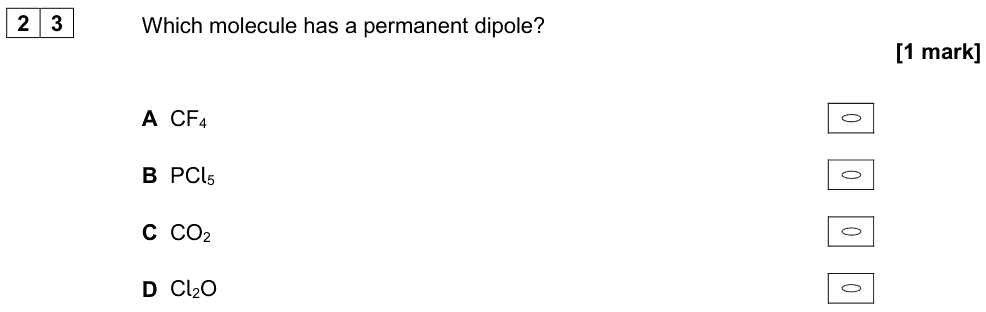 2 3 Which molecule has a permanent dipole?
[1 mark]
A CF₄
B PCl₅
C CO₂
D Cl₂O